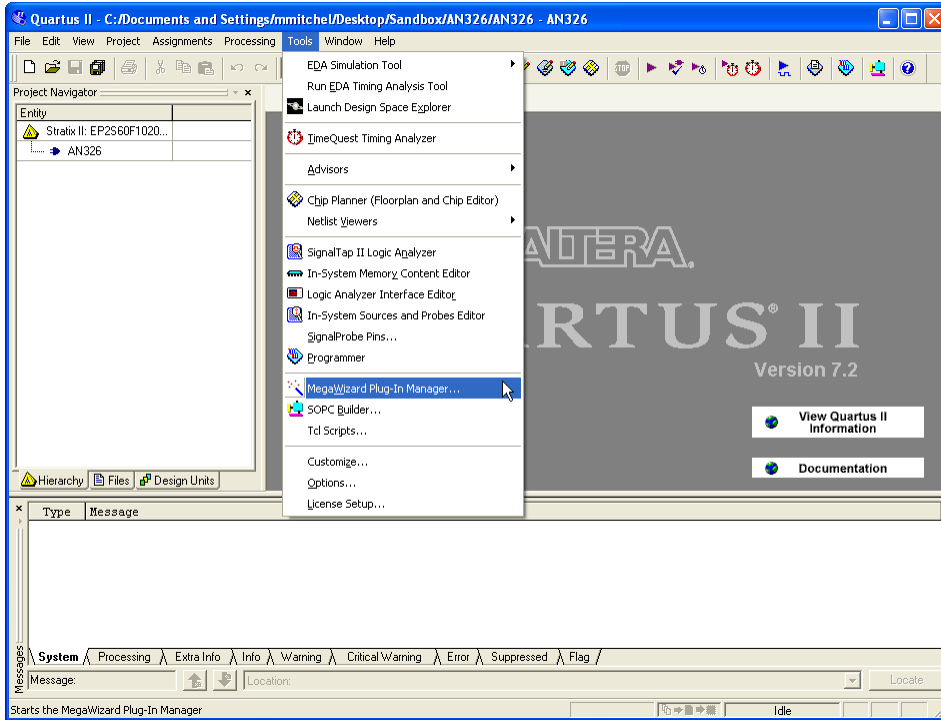 Quartus II - C:/Documents and Settings/mmitchel/Desktop/Sandbox/AN326/AN326 - AN326
File Edit View Project Assignments Processing Tools Window Help
Project Navigator
Entity
Stratix II: EP2S60F1020...
AN326
Hierarchy Files Design Units
EDA Simulation Tool
Run EDA Timing Analysis Tool
Launch Design Space Explorer
TimeQuest Timing Analyzer
Advisors
Chip Planner (Floorplan and Chip Editor)
Netlist Viewers
SignalTap II Logic Analyzer
In-System Memory Content Editor
Logic Analyzer Interface Editor
In-System Sources and Probes Editor
SignalProbe Pins...
Programmer
MegaWizard Plug-In Manager...
SOPC Builder...
Tcl Scripts...
Customize...
Options...
License Setup...
STOP
ALTERA.
RTUS® II
Version 7.2
View Quartus II
Information
Documentation
Type Message
System Processing Extra Info Info Warning Critical Warning Error Suppressed Flag
Messages
Message: Location: Locate
Starts the MegaWizard Plug-In Manager Idle